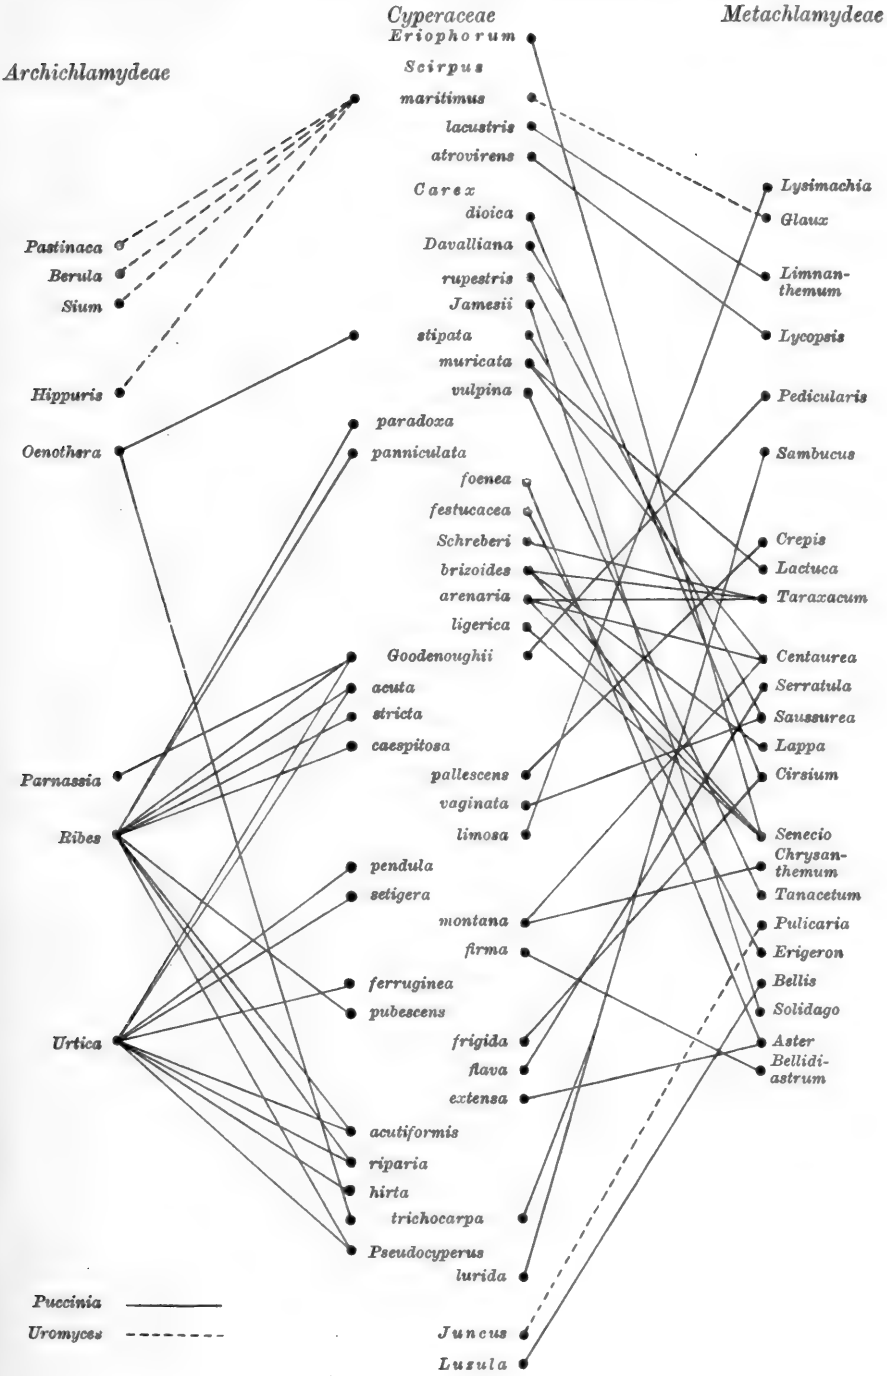 Cyperaceae
Metachlamydeae
Eriophorum
Archichlamydeae
Scirpus
maritimus
lacustris
atrovirens
Carex
dioica
Davalliana
rupestris
Jamesii
stipata
muricata
vulpina
paradoxa
panniculata
foenea
festucacea
Schreberi
brizoides
arenaria
ligerica
Goodenoughii
acuta
stricta
caespitosa
pallescens
vaginata
limosa
pendula
setigera
montana
firma
ferruginea
pubescens
frigida
flava
extensa
acutiformis
riparia
hirta
trichocarpa
Pseudocyperus
lurida
Juncus
Luzula
Pastinaca
Berula
Sium
Hippuris
Oenothera
Parnassia
Ribes
Urtica
Lysimachia
Glaux
Limnan-
themum
Lycopsis
Pedicularis
Sambucus
Crepis
Lactuca
Taraxacum
Centaurea
Serratula
Saussurea
Lappa
Cirsium
Senecio
Chrysan-
themum
Tanacetum
Pulicaria
Erigeron
Bellis
Solidago
Aster
Bellidi-
astrum
Puccinia
Uromyces